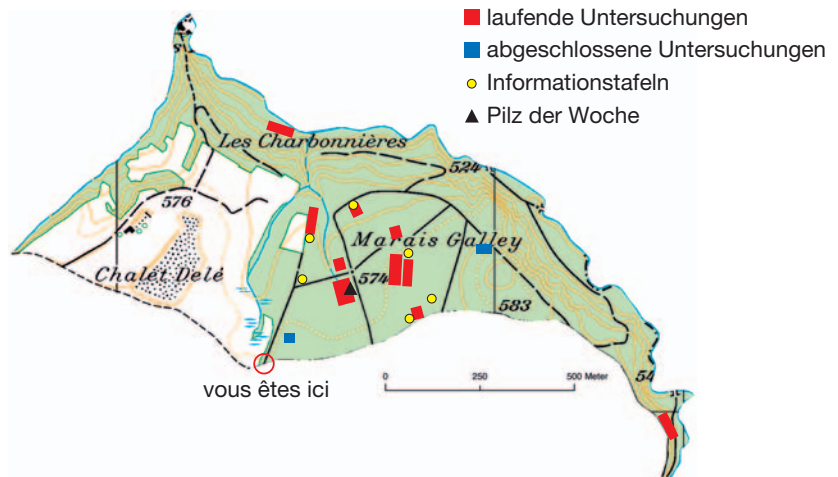 laufende Untersuchungen
abgeschlossene Untersuchungen
Informationstafeln
Pilz der Woche
Les Charbonnières
524
576
Marais Galley
Chalet Delé
574
583
vous êtes ici
0 250 500 Meter
54